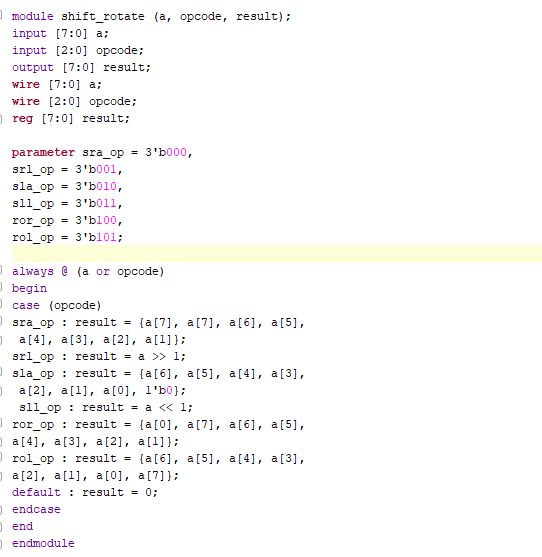 module shift_rotate (a, opcode, result);
input [7:0] a;
input [2:0] opcode;
output [7:0] result;
wire [7:0] a;
wire [2:0] opcode;
reg [7:0] result;
parameter sra_op = 3'b000,
srl_op = 3'b001,
sla_op = 3'b010,
sll_op = 3'b011,
ror_op = 3'b100,
rol_op = 3'b101;
always @ (a or opcode)
begin
case (opcode)
sra_op : result = {a[7], a[7], a[6], a[5],
a[4], a[3], a[2], a[1]};
srl_op : result = a >> 1;
sla_op : result = {a[6], a[5], a[4], a[3],
a[2], a[1], a[0], 1'b0};
sll_op : result = a << 1;
ror_op : result = {a[0], a[7], a[6], a[5],
a[4], a[3], a[2], a[1]};
rol_op : result = {a[6], a[5], a[4], a[3],
a[2], a[1], a[0], a[7]};
default : result = 0;
endcase
end
endmodule